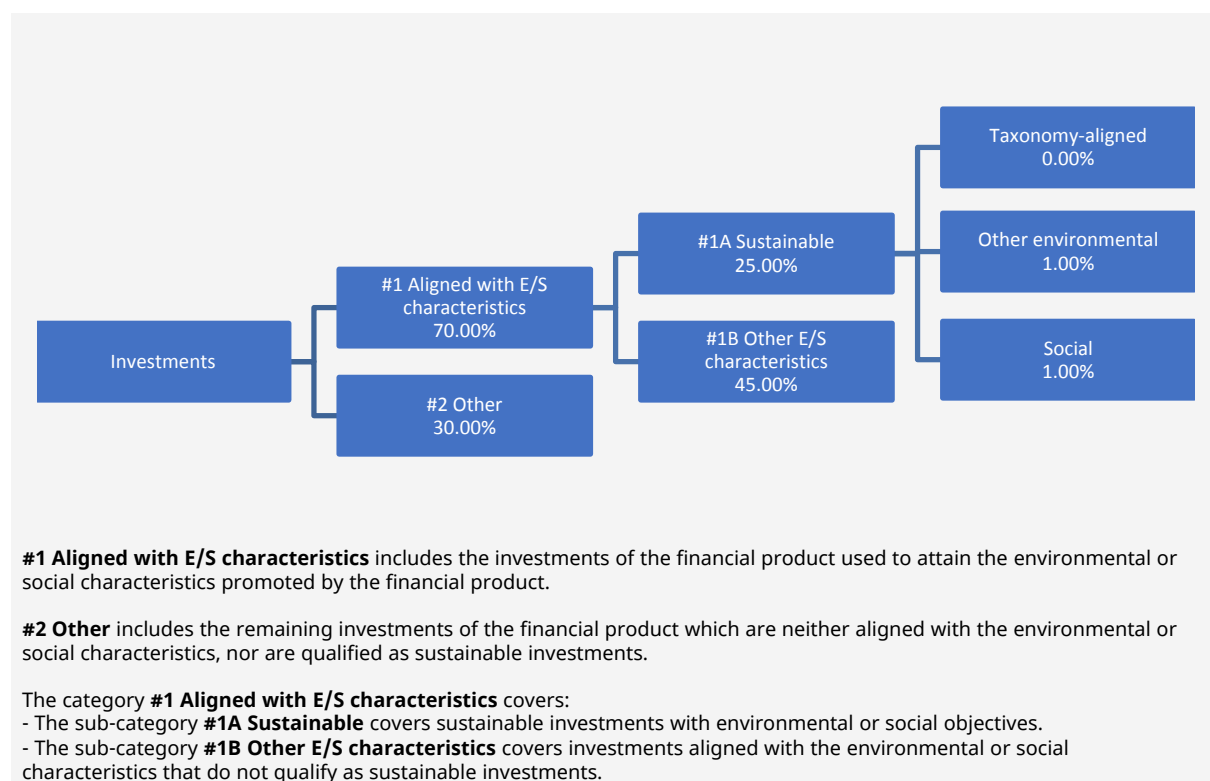 Investments
#1 Aligned with E/S
characteristics
70.00%
#2 Other
30.00%
#1A Sustainable
25.00%
#1B Other E/S
characteristics
45.00%
Taxonomy-aligned
0.00%
Other environmental
1.00%
Social
1.00%
#1 Aligned with E/S characteristics includes the investments of the financial product used to attain the environmental or
social characteristics promoted by the financial product.
#2 Other includes the remaining investments of the financial product which are neither aligned with the environmental or
social characteristics, nor are qualified as sustainable investments.
The category #1 Aligned with E/S characteristics covers:
- The sub-category #1A Sustainable covers sustainable investments with environmental or social objectives.
- The sub-category #1B Other E/S characteristics covers investments aligned with the environmental or social
characteristics that do not qualify as sustainable investments.